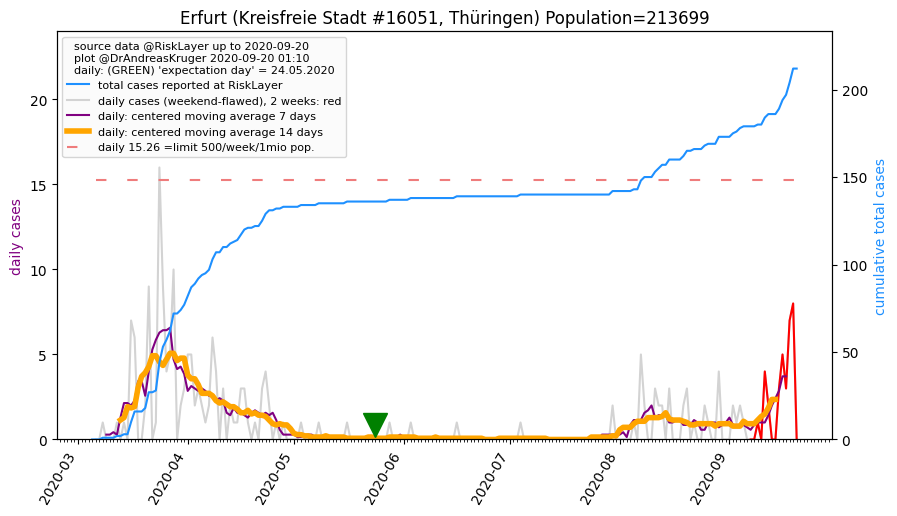 Erfurt (Kreisfreie Stadt #16051, Thüringen) Population=213699
source data @RiskLayer up to 2020-09-20
plot @DrAndreasKruger 2020-09-20 01:10
daily: (GREEN) 'expectation day' = 24.05.2020
total cases reported at RiskLayer
daily cases (weekend-flawed), 2 weeks: red
daily: centered moving average 7 days
daily: centered moving average 14 days
daily 15.26 =limit 500/week/1mio pop.
daily cases
20
15
10
5
0
cumulative total cases
200
150
100
50
0
2020-03
2020-04
2020-05
2020-06
2020-07
2020-08
2020-09